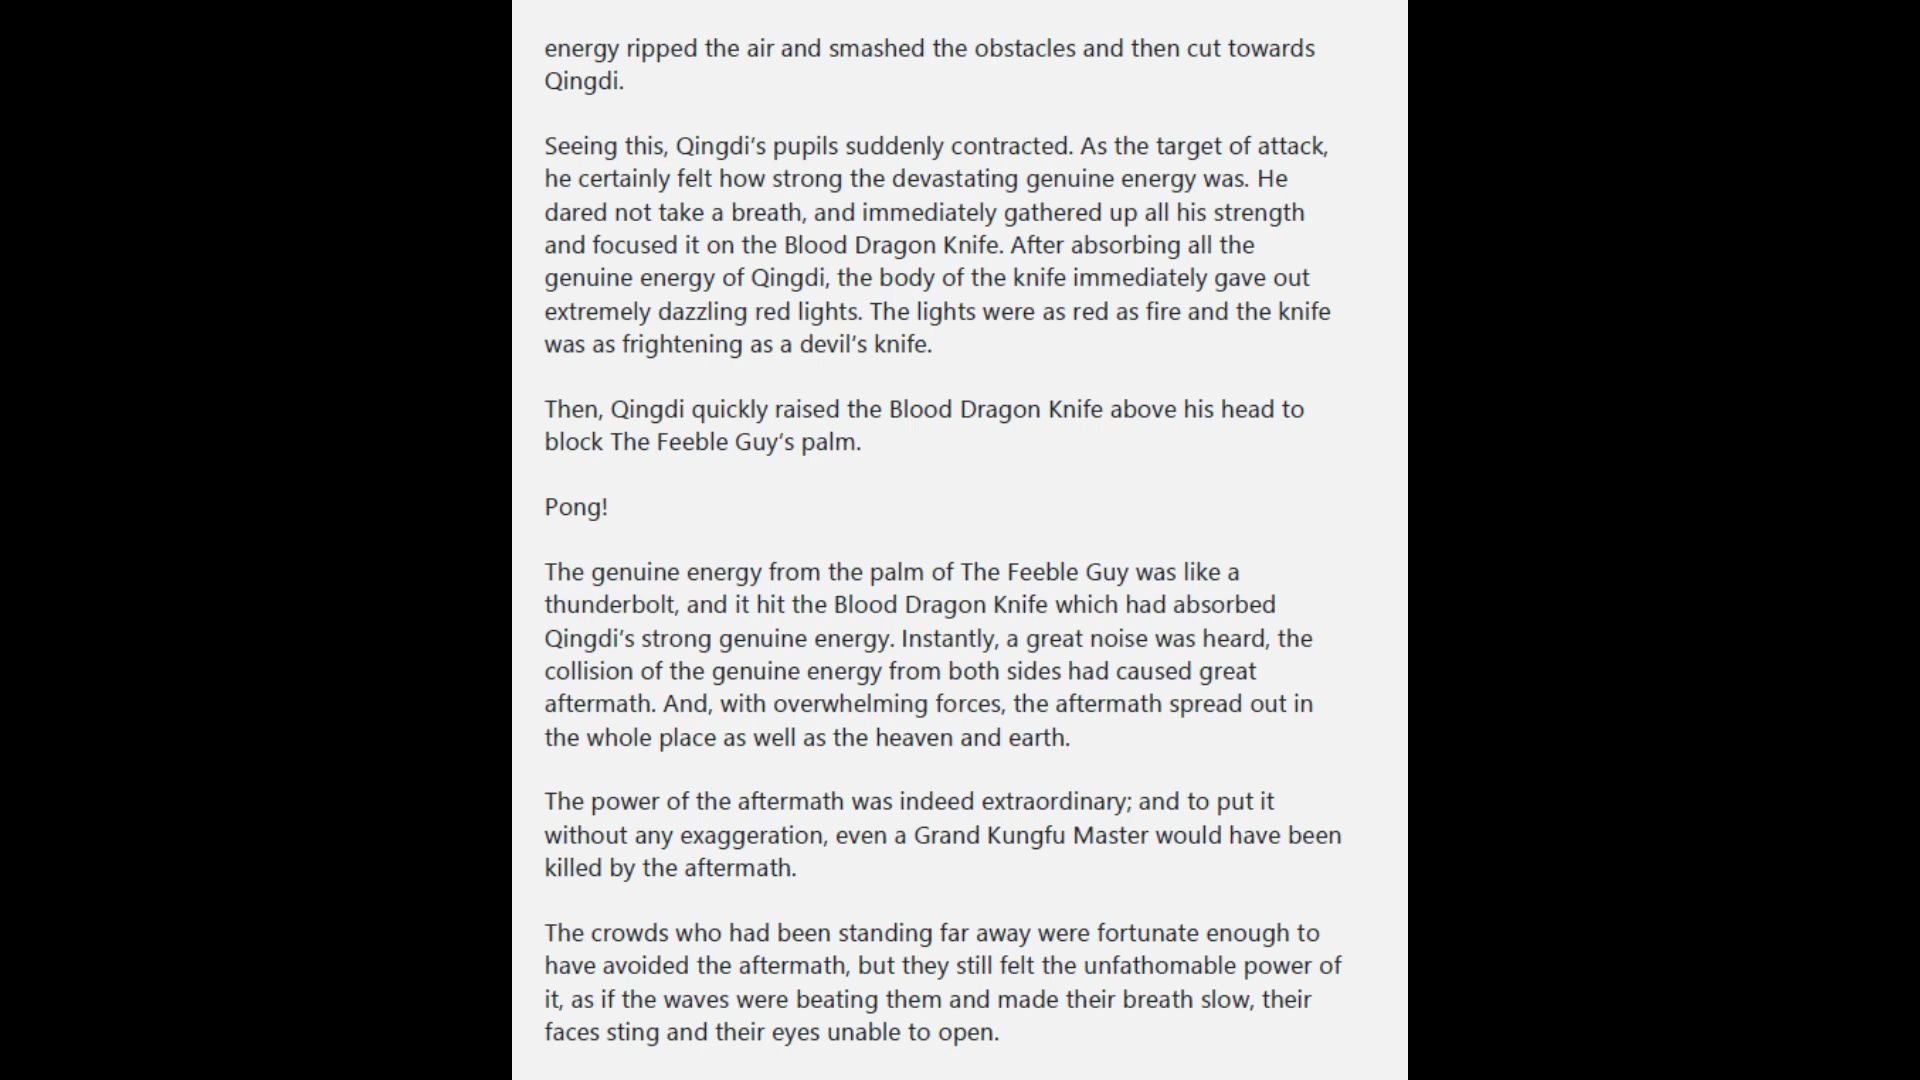 energy ripped the air and smashed the obstacles and then cut towards
Qingdi.
Seeing this, Qingdi’s pupils suddenly contracted. As the target of attack,
he certainly felt how strong the devastating genuine energy was. He
dared not take a breath, and immediately gathered up all his strength
and focused it on the Blood Dragon Knife. After absorbing all the
genuine energy of Qingdi, the body of the knife immediately gave out
extremely dazzling red lights. The lights were as red as fire and the knife
was as frightening as a devil’s knife.
Then, Qingdi quickly raised the Blood Dragon Knife above his head to
block The Feeble Guy’s palm.
Pong!
The genuine energy from the palm of The Feeble Guy was like a
thunderbolt, and it hit the Blood Dragon Knife which had absorbed
Qingdi’s strong genuine energy. Instantly, a great noise was heard, the
collision of the genuine energy from both sides had caused great
aftermath. And, with overwhelming forces, the aftermath spread out in
the whole place as well as the heaven and earth.
The power of the aftermath was indeed extraordinary; and to put it
without any exaggeration, even a Grand Kungfu Master would have been
killed by the aftermath.
The crowds who had been standing far away were fortunate enough to
have avoided the aftermath, but they still felt the unfathomable power of
it, as if the waves were beating them and made their breath slow, their
faces sting and their eyes unable to open.